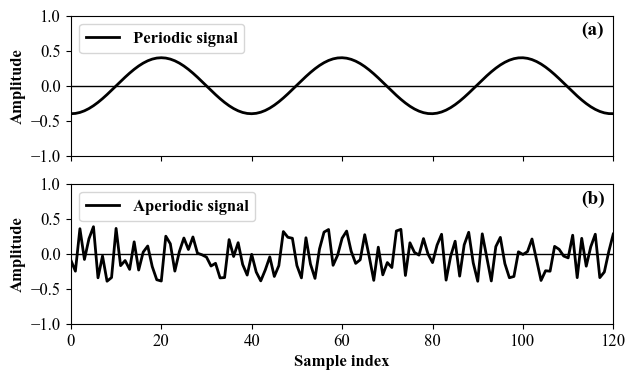 1.0
(a)
Periodic signal
0.5
0.0
−0.5
−1.0
Amplitude
1.0
(b)
Aperiodic signal
0.5
0.0
−0.5
−1.0
Amplitude
0 20 40 60 80 100 120
Sample index